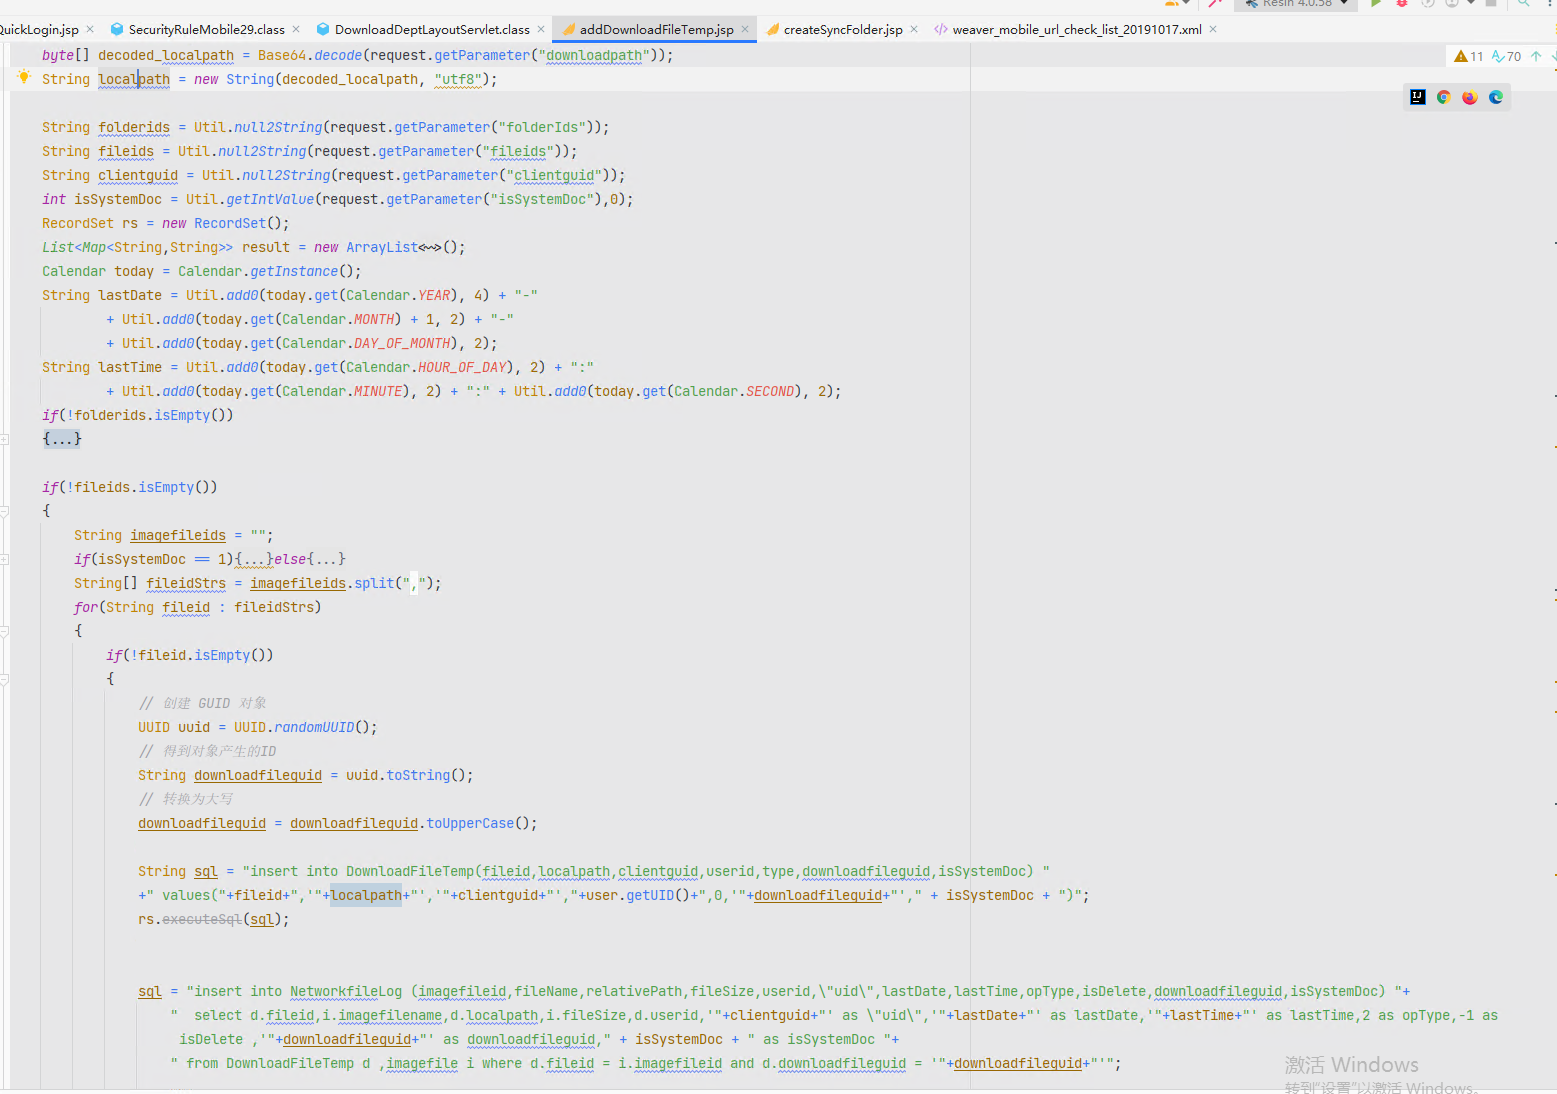 Resin 4.0.58
QuickLogin.jsp × SecurityRuleMobile29.class × DownloadDeptLayoutServlet.class × addDownloadFileTemp.jsp × createSyncFolder.jsp × </> weaver_mobile_url_check_list_20191017.xml ×
11 70
byte[] decoded_localpath = Base64.decode(request.getParameter("downloadpath"));
String localpath = new String(decoded_localpath, "utf8");
String folderids = Util.null2String(request.getParameter("folderIds"));
String fileids = Util.null2String(request.getParameter("fileids"));
String clientguid = Util.null2String(request.getParameter("clientguid"));
int isSystemDoc = Util.getIntValue(request.getParameter("isSystemDoc"),0);
RecordSet rs = new RecordSet();
List<Map<String,String>> result = new ArrayList<~>();
Calendar today = Calendar.getInstance();
String lastDate = Util.add0(today.get(Calendar.YEAR), 4) + "-"
+ Util.add0(today.get(Calendar.MONTH) + 1, 2) + "-"
+ Util.add0(today.get(Calendar.DAY_OF_MONTH), 2);
String lastTime = Util.add0(today.get(Calendar.HOUR_OF_DAY), 2) + ":"
+ Util.add0(today.get(Calendar.MINUTE), 2) + ":" + Util.add0(today.get(Calendar.SECOND), 2);
if(!folderids.isEmpty())
{...}
if(!fileids.isEmpty())
{
String imagefileids = "";
if(isSystemDoc == 1){...}else{...}
String[] fileidStrs = imagefileids.split(",");
for(String fileid : fileidStrs)
{
if(!fileid.isEmpty())
{
// 创建 GUID 对象
UUID uuid = UUID.randomUUID();
// 得到对象产生的ID
String downloadfileguid = uuid.toString();
// 转换为大写
downloadfileguid = downloadfileguid.toUpperCase();
String sql = "insert into DownloadFileTemp(fileid,localpath,clientguid,userid,type,downloadfileguid,isSystemDoc) "
+" values("+fileid+",'"+localpath+"','"+clientguid+"',"+user.getUID()+",0,'"+downloadfileguid+"'," + isSystemDoc + ")";
rs.executeSql(sql);
sql = "insert into NetworkfileLog (imagefileid,fileName,relativePath,fileSize,userid,\"uid\",lastDate,lastTime,opType,isDelete,downloadfileguid,isSystemDoc) "+
"  select d.fileid,i.imagefilename,d.localpath,i.fileSize,d.userid,'"+clientguid+"' as \"uid\",'"+lastDate+"' as lastDate,'"+lastTime+"' as lastTime,2 as opType,-1 as
isDelete ,'"+downloadfileguid+"' as downloadfileguid," + isSystemDoc + " as isSystemDoc "+
" from DownloadFileTemp d ,imagefile i where d.fileid = i.imagefileid and d.downloadfileguid = '"+downloadfileguid+"'";
激活 Windows
转到"设置"以激活 Windows。